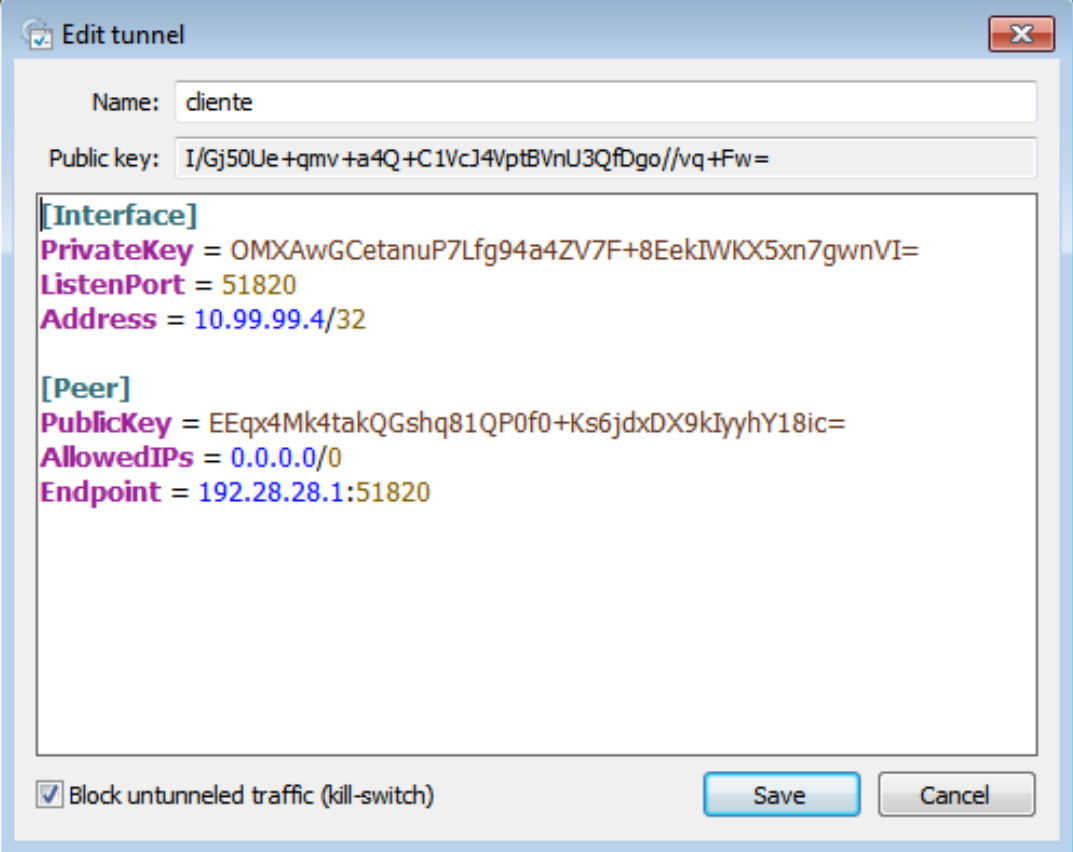 Edit tunnel
Name: cliente
Public key: I/Gj50Ue+qmv+a4Q+C1VcJ4VptBVnU3QfDgo//vq+Fw=
[Interface]
PrivateKey = OMXAwGCetanuP7Lfg94a4ZV7F+8EekIWKX5xn7gwnVI=
ListenPort = 51820
Address = 10.99.99.4/32
[Peer]
PublicKey = EEqx4Mk4takQGshq81QP0f0+Ks6jdxDX9kIyyhY18ic=
AllowedIPs = 0.0.0.0/0
Endpoint = 192.28.28.1:51820
Block untunneled traffic (kill-switch)
Save
Cancel